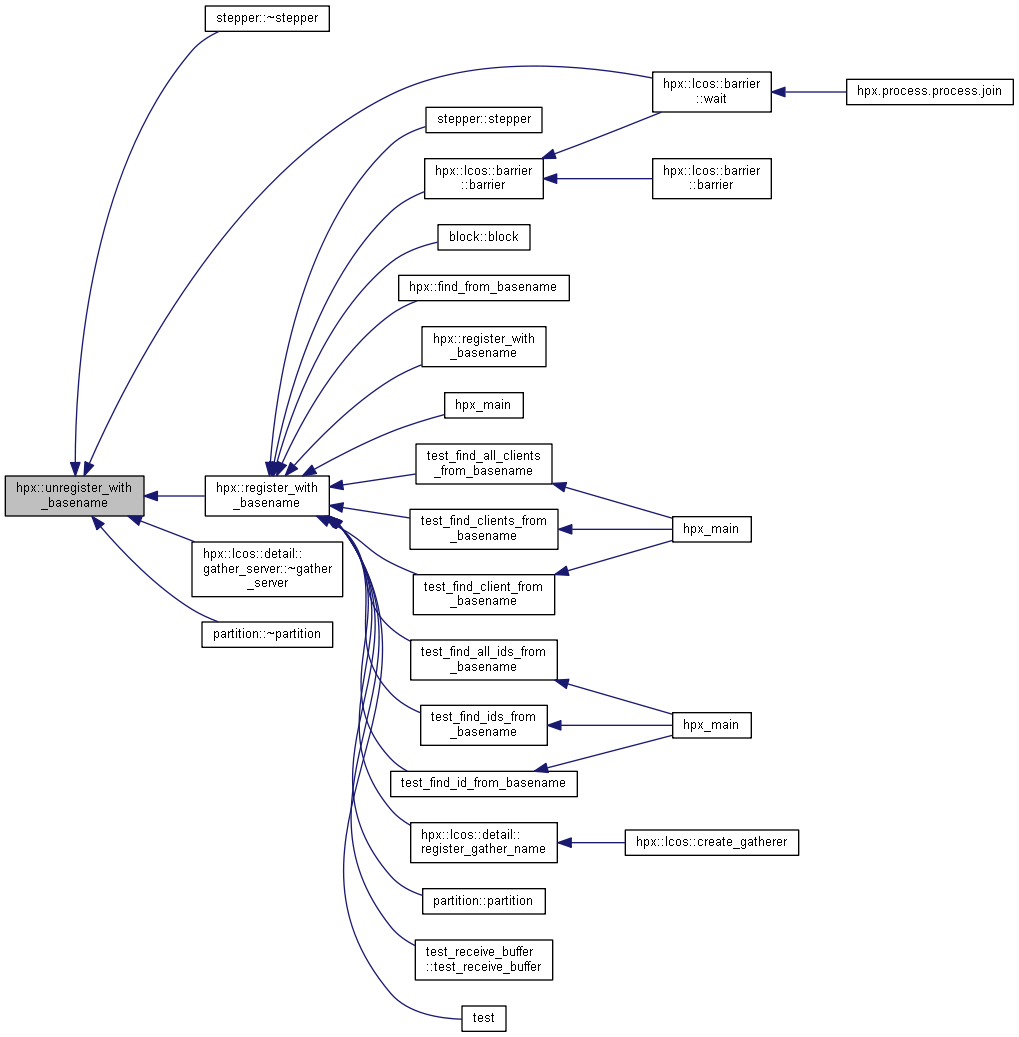 stepper::~stepper
hpx::lcos::barrier
::wait
hpx.process.process.join
stepper::stepper
hpx::lcos::barrier
::barrier
hpx::lcos::barrier
::barrier
block::block
hpx::find_from_basename
hpx::register_with
_basename
hpx_main
test_find_all_clients
_from_basename
hpx::unregister_with
_basename
hpx::register_with
_basename
test_find_clients_from
_basename
hpx_main
hpx::lcos::detail::
gather_server::~gather
_server
test_find_client_from
_basename
partition::~partition
test_find_all_ids_from
_basename
test_find_ids_from
_basename
hpx_main
test_find_id_from_basename
hpx::lcos::detail::
register_gather_name
hpx::lcos::create_gatherer
partition::partition
test_receive_buffer
::test_receive_buffer
test